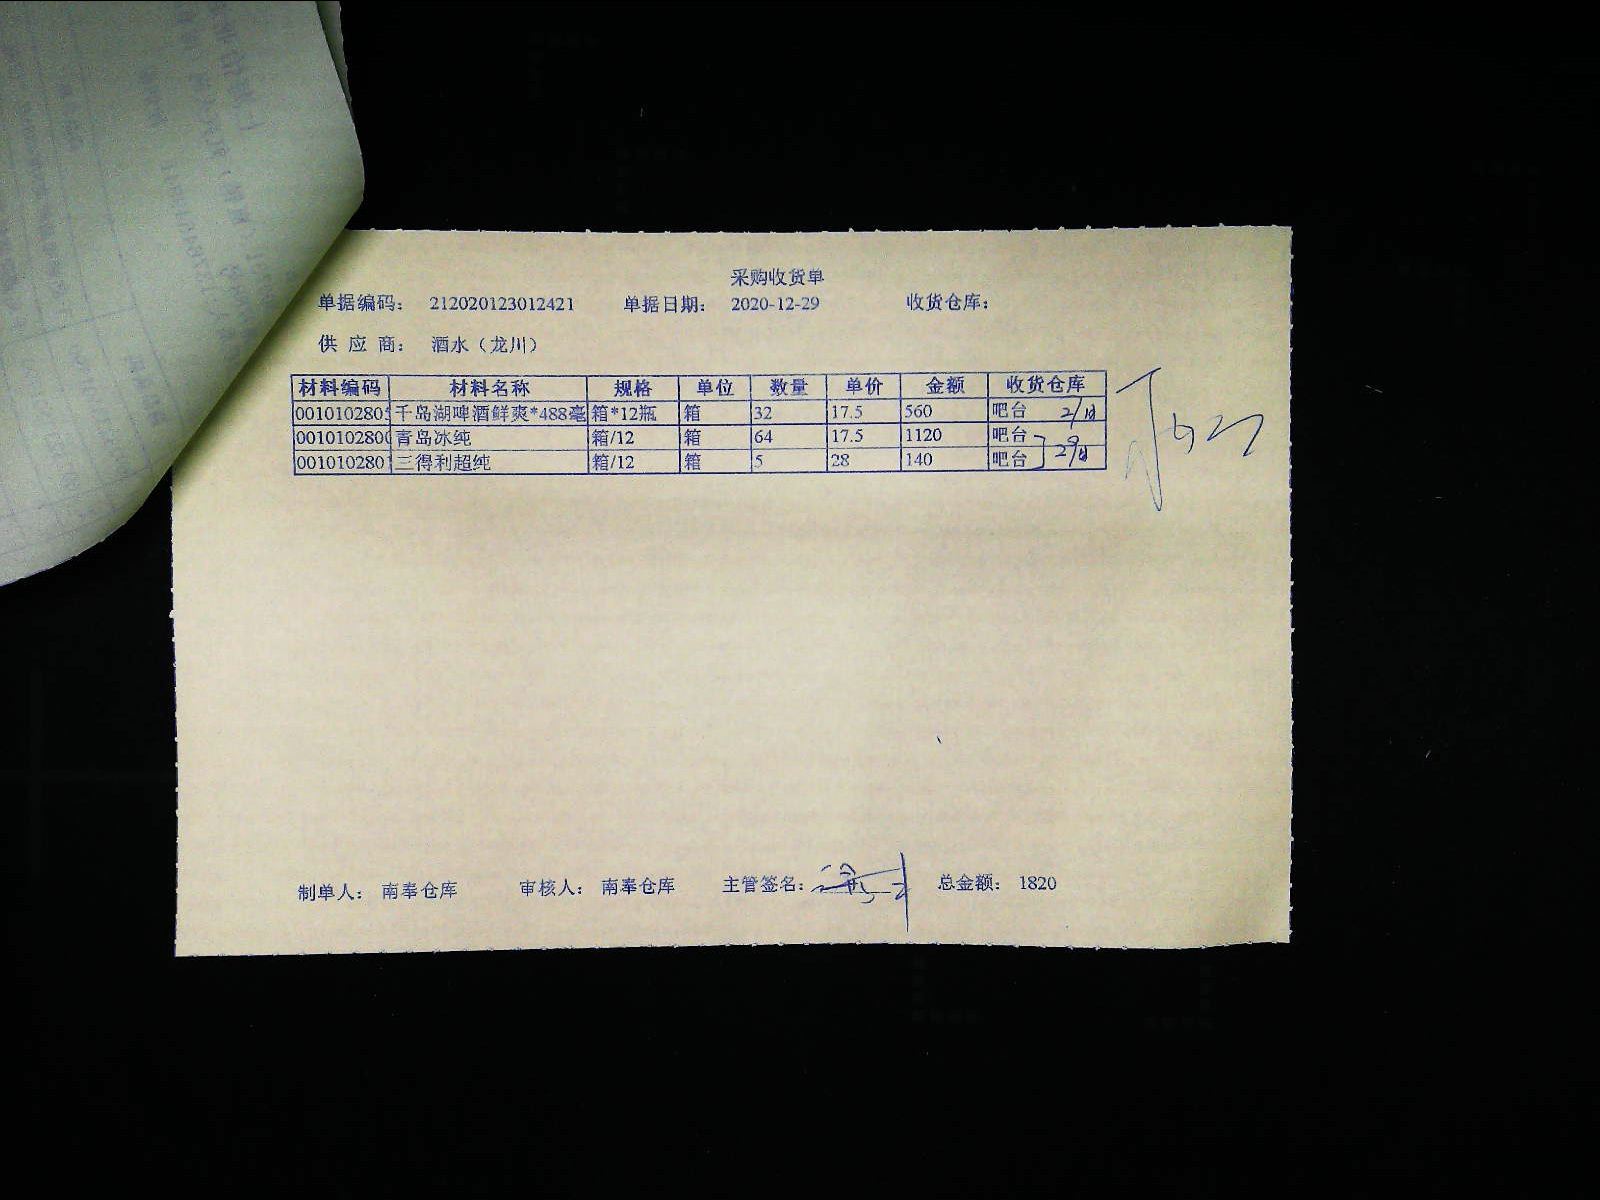 采购收货单
单据编码： 212020123012421 单据日期： 2020-12-29 收货仓库：
供 应 商： 酒水（龙川）
材料编码 材料名称 规格 单位 数量 单价 金额 收货仓库
0010102805 千岛湖啤酒鲜爽*488毫 箱*12瓶 箱 32 17.5 560 吧台
0010102800 青岛冰纯 箱/12 箱 64 17.5 1120 吧台
001010280 三得利超纯 箱/12 箱 5 28 140 吧台 29日
制单人： 南奉仓库 审核人： 南奉仓库 主管签名： 总金额： 1820